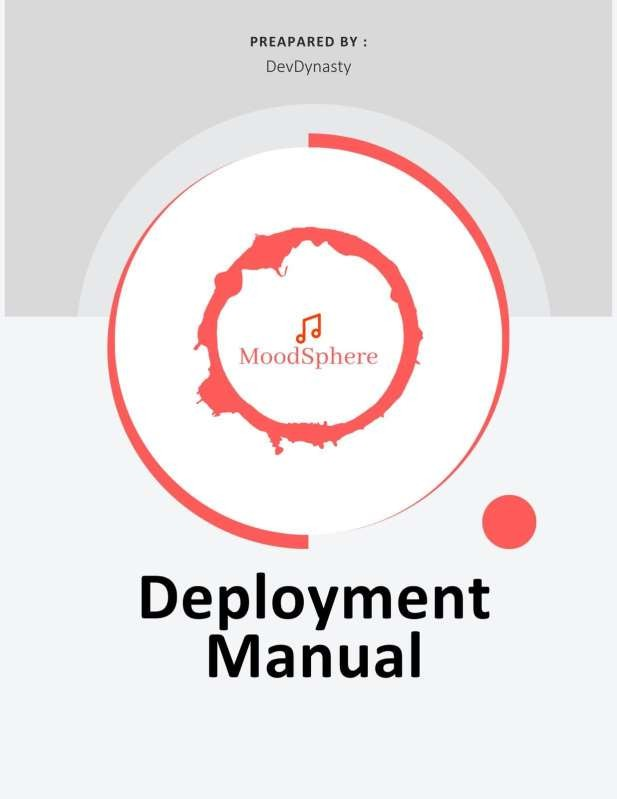 PREAPARED BY :
DevDynasty
MoodSphere
Deployment
Manual